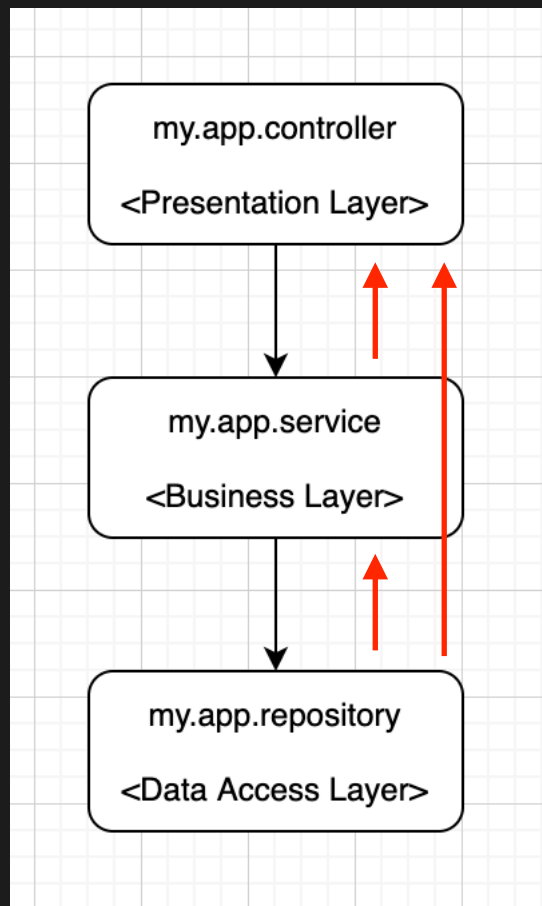 my.app.controller
<Presentation Layer>
my.app.service
<Business Layer>
my.app.repository
<Data Access Layer>